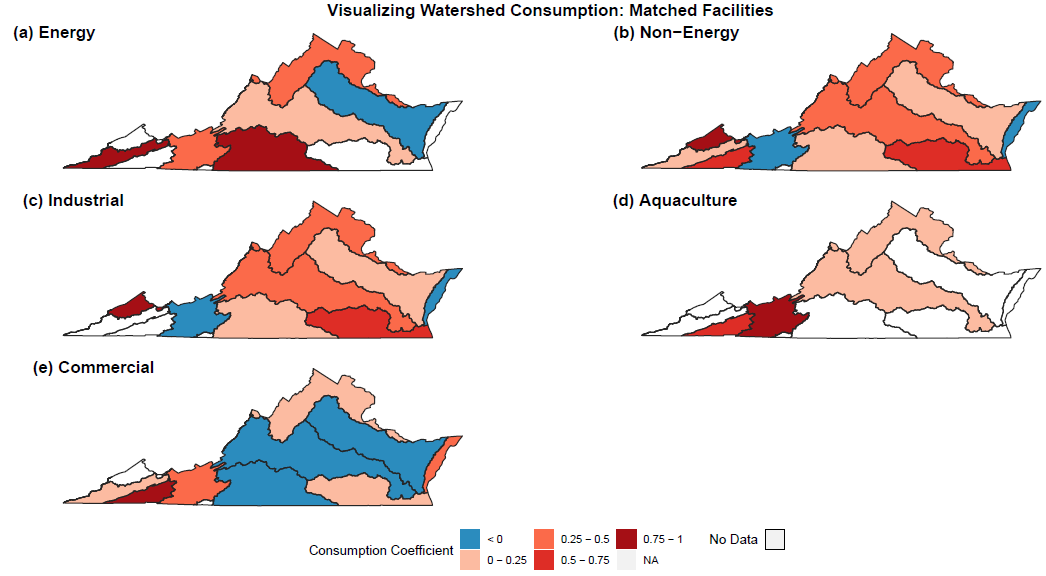 Visualizing Watershed Consumption: Matched Facilities
(a) Energy
(b) Non−Energy
(c) Industrial
(d) Aquaculture
(e) Commercial
Consumption Coefficient
< 0
0 − 0.25
0.25 − 0.5
0.5 − 0.75
0.75 − 1
NA
No Data